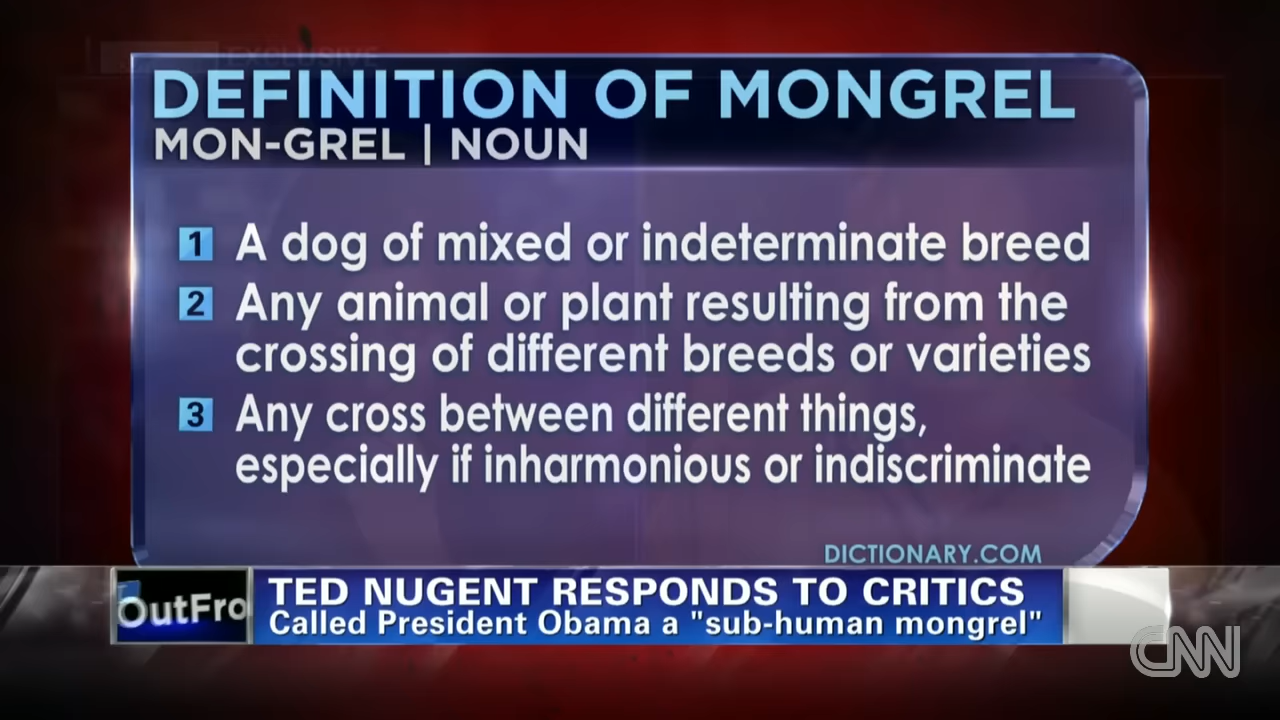 EXCLUSIVE
DEFINITION OF MONGREL
MON-GREL | NOUN
1 A dog of mixed or indeterminate breed
2 Any animal or plant resulting from the
crossing of different breeds or varieties
3 Any cross between different things,
especially if inharmonious or indiscriminate
DICTIONARY.COM
OutFro
TED NUGENT RESPONDS TO CRITICS
Called President Obama a "sub-human mongrel"
CNN